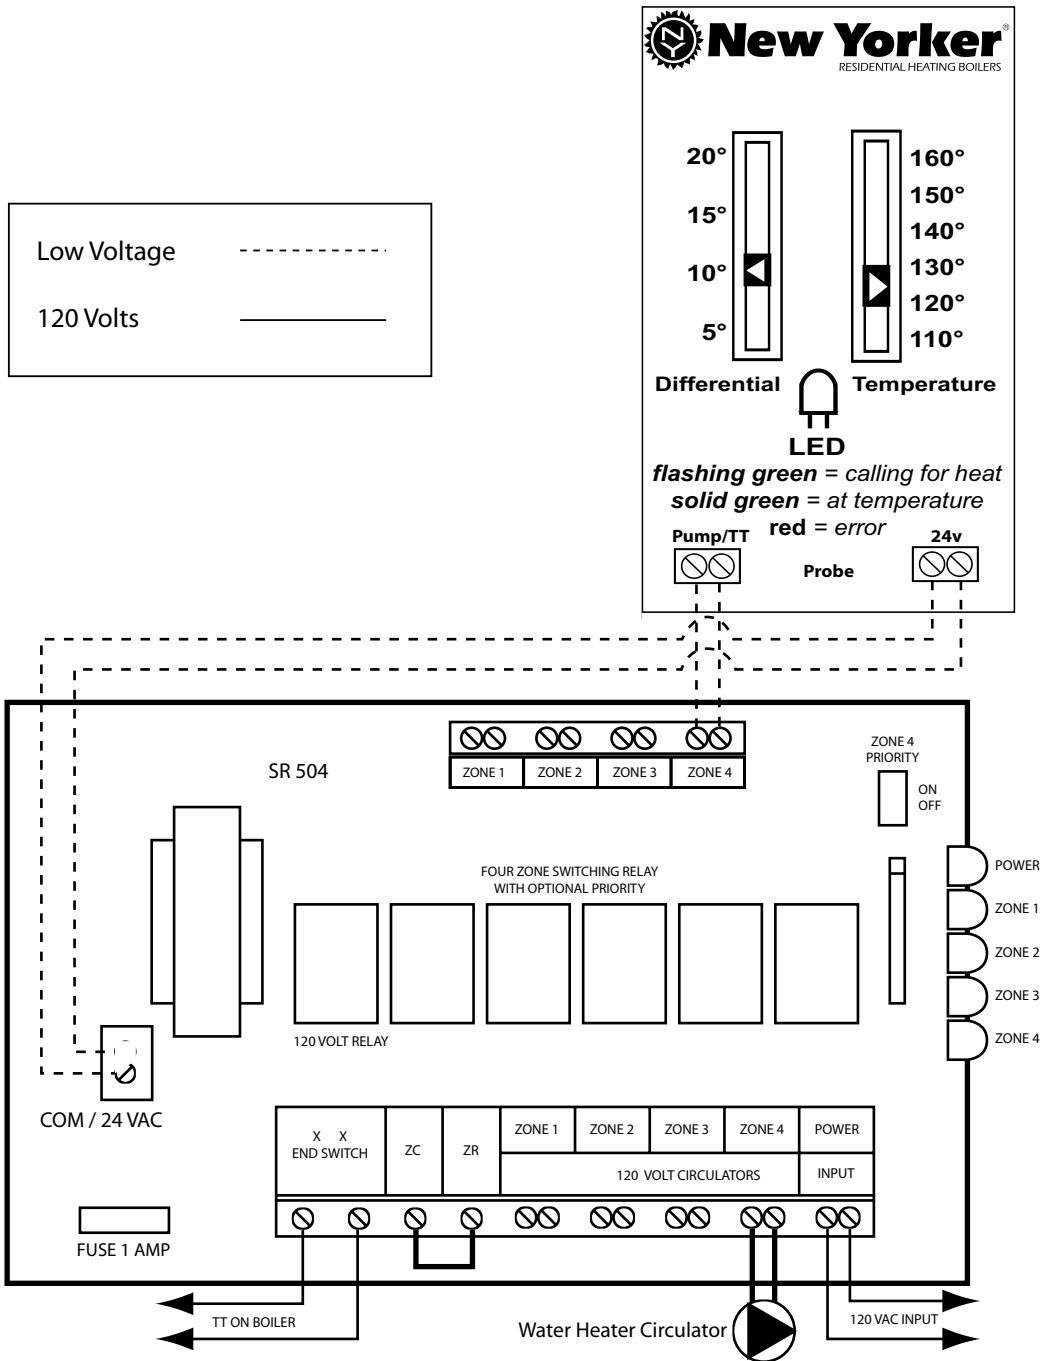 NY New Yorker®
RESIDENTIAL HEATING BOILERS
20°
15°
10°
5°
160°
150°
140°
130°
120°
110°
Differential
Temperature
LED
flashing green = calling for heat
solid green = at temperature
red = error
Pump/TT
Probe
24v
Low Voltage
120 Volts
SR 504
ZONE 1
ZONE 2
ZONE 3
ZONE 4
ZONE 4
PRIORITY
ON
OFF
FOUR ZONE SWITCHING RELAY
WITH OPTIONAL PRIORITY
120 VOLT RELAY
POWER
ZONE 1
ZONE 2
ZONE 3
ZONE 4
COM / 24 VAC
FUSE 1 AMP
X X
END SWITCH
ZC
ZR
ZONE 1
ZONE 2
ZONE 3
ZONE 4
POWER
120 VOLT CIRCULATORS
INPUT
TT ON BOILER
Water Heater Circulator
120 VAC INPUT